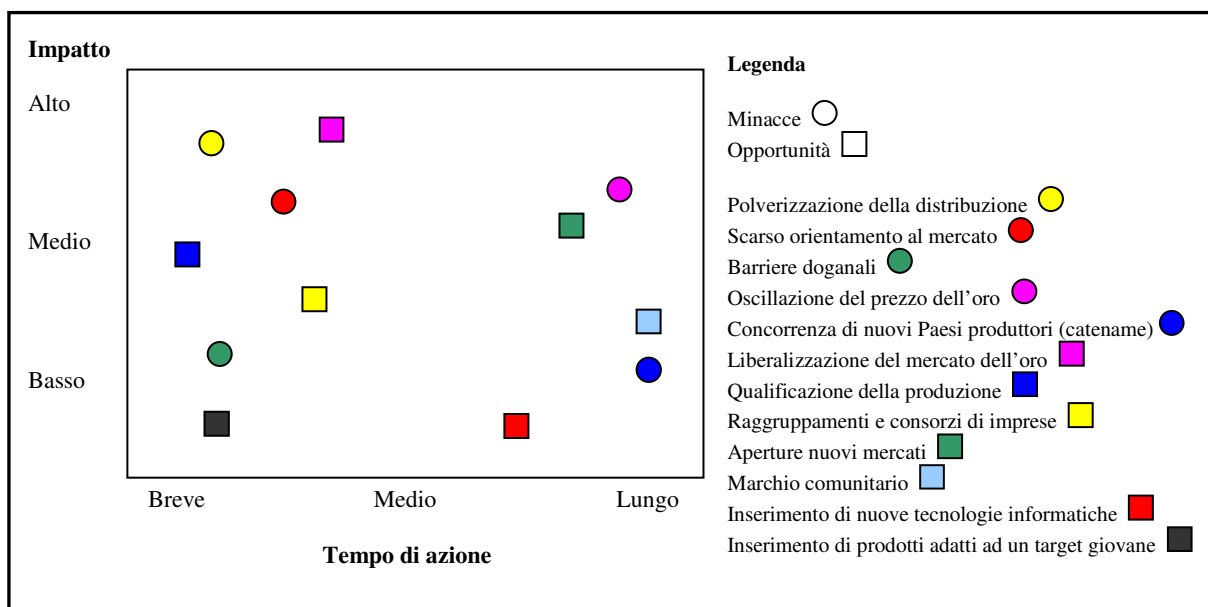 Impatto
Alto
Medio
Basso
Breve Medio Lungo
Tempo di azione
Legenda
Minacce
Opportunità
Polverizzazione della distribuzione
Scarso orientamento al mercato
Barriere doganali
Oscillazione del prezzo dell’oro
Concorrenza di nuovi Paesi produttori (catename)
Liberalizzazione del mercato dell’oro
Qualificazione della produzione
Raggruppamenti e consorzi di imprese
Aperture nuovi mercati
Marchio comunitario
Inserimento di nuove tecnologie informatiche
Inserimento di prodotti adatti ad un target giovane